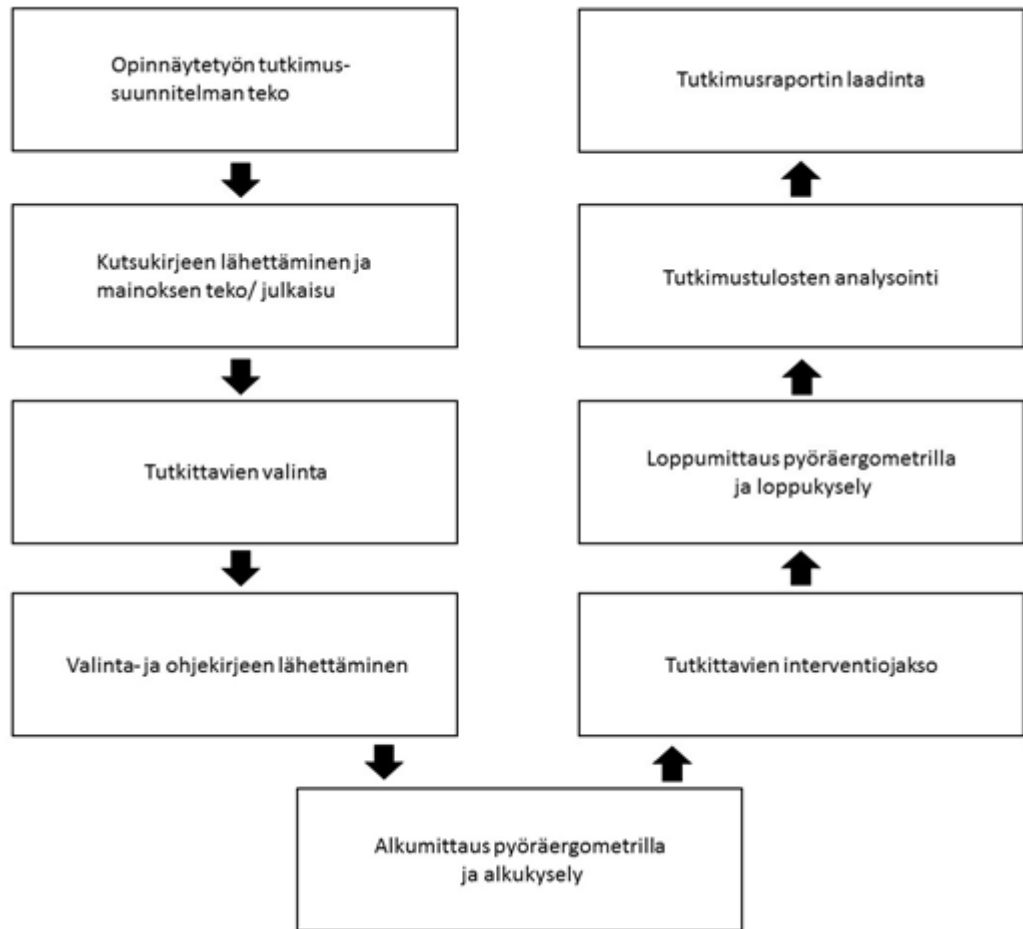 Opinnäytetyön tutkimus-
suunnitelman teko
Kutsukirjeen lähettäminen ja
mainoksen teko/ julkaisu
Tutkittavien valinta
Valinta- ja ohjekirjeen lähettäminen
Alkumittaus pyöräergometrilla
ja alkukysely
Tutkittavien interventiojakso
Loppumittaus pyöräergometrilla
ja loppukysely
Tutkimustulosten analysointi
Tutkimusraportin laadinta